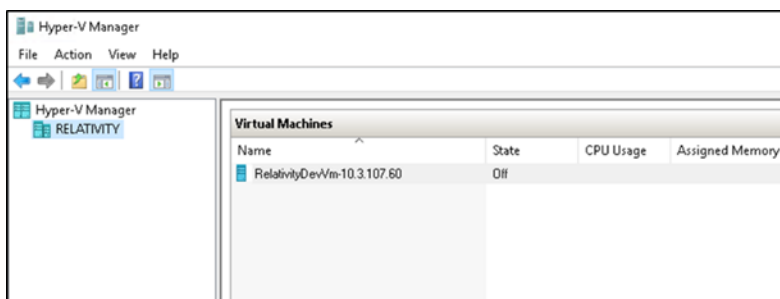 Hyper-V Manager
File Action View Help
Hyper-V Manager
RELATIVITY
Virtual Machines
Name State CPU Usage Assigned Memory
RelativityDevVm-10.3.107.60 Off